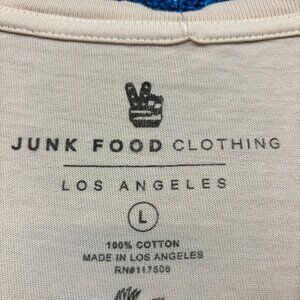 JUNK FOOD CLOTHING
LOS ANGELES
L
100% COTTON
MADE IN LOS ANGELES
RN#117508